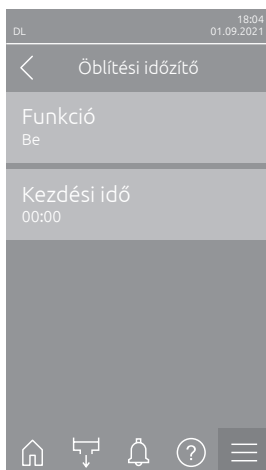 18:04
DL 01.09.2021
Öblítési időzítő
Funkció
Be
Kezdési idő
00:00
?